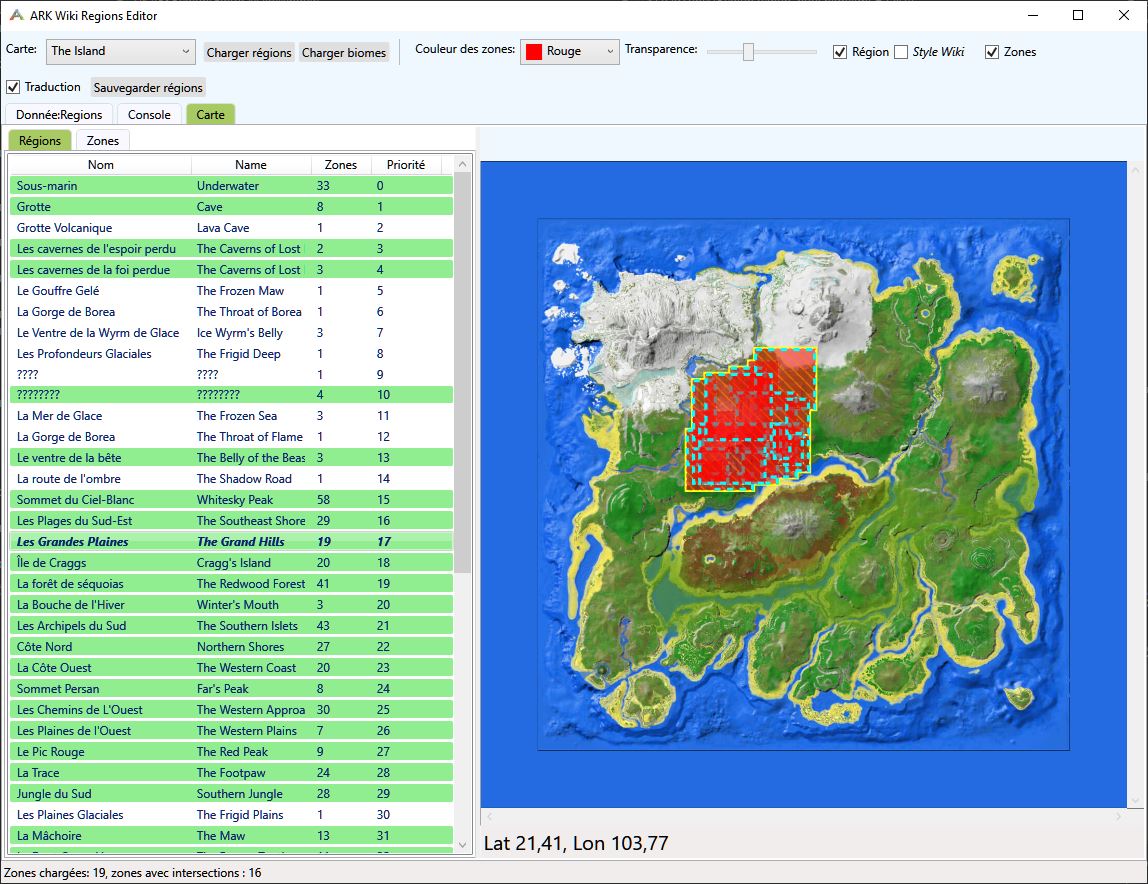 ARK Wiki Regions Editor
Carte: The Island Charger régions Charger biomes Couleur des zones: Rouge Transparence: Région Style Wiki Zones
Traduction Sauvegarder régions
Donnée:Regions Console Carte
Régions Zones
Nom Name Zones Priorité
Sous-marin Underwater 33 0
Grotte Cave 8 1
Grotte Volcanique Lava Cave 1 2
Les cavernes de l'espoir perdu The Caverns of Lost 2 3
Les cavernes de la foi perdue The Caverns of Lost 3 4
Le Gouffre Gelé The Frozen Maw 1 5
La Gorge de Borea The Throat of Borea 1 6
Le Ventre de la Wyrm de Glace Ice Wyrm's Belly 3 7
Les Profondeurs Glaciales The Frigid Deep 1 8
???? ???? 1 9
???????? ???????? 4 10
La Mer de Glace The Frozen Sea 3 11
La Gorge de Borea The Throat of Flame 1 12
Le ventre de la bête The Belly of the Beas 3 13
La route de l'ombre The Shadow Road 1 14
Sommet du Ciel-Blanc Whitesky Peak 58 15
Les Plages du Sud-Est The Southeast Shore 29 16
Les Grandes Plaines The Grand Hills 19 17
Île de Craggs Cragg's Island 20 18
La forêt de séquoias The Redwood Forest 41 19
La Bouche de l'Hiver Winter's Mouth 3 20
Les Archipels du Sud The Southern Islets 43 21
Côte Nord Northern Shores 27 22
La Côte Ouest The Western Coast 20 23
Sommet Persan Far's Peak 8 24
Les Chemins de L'Ouest The Western Approa 30 25
Les Plaines de l'Ouest The Western Plains 7 26
Le Pic Rouge The Red Peak 9 27
La Trace The Footpaw 24 28
Jungle du Sud Southern Jungle 28 29
Les Plaines Glaciales The Frigid Plains 1 30
La Mâchoire The Maw 13 31
Lat 21,41, Lon 103,77
Zones chargées: 19, zones avec intersections : 16